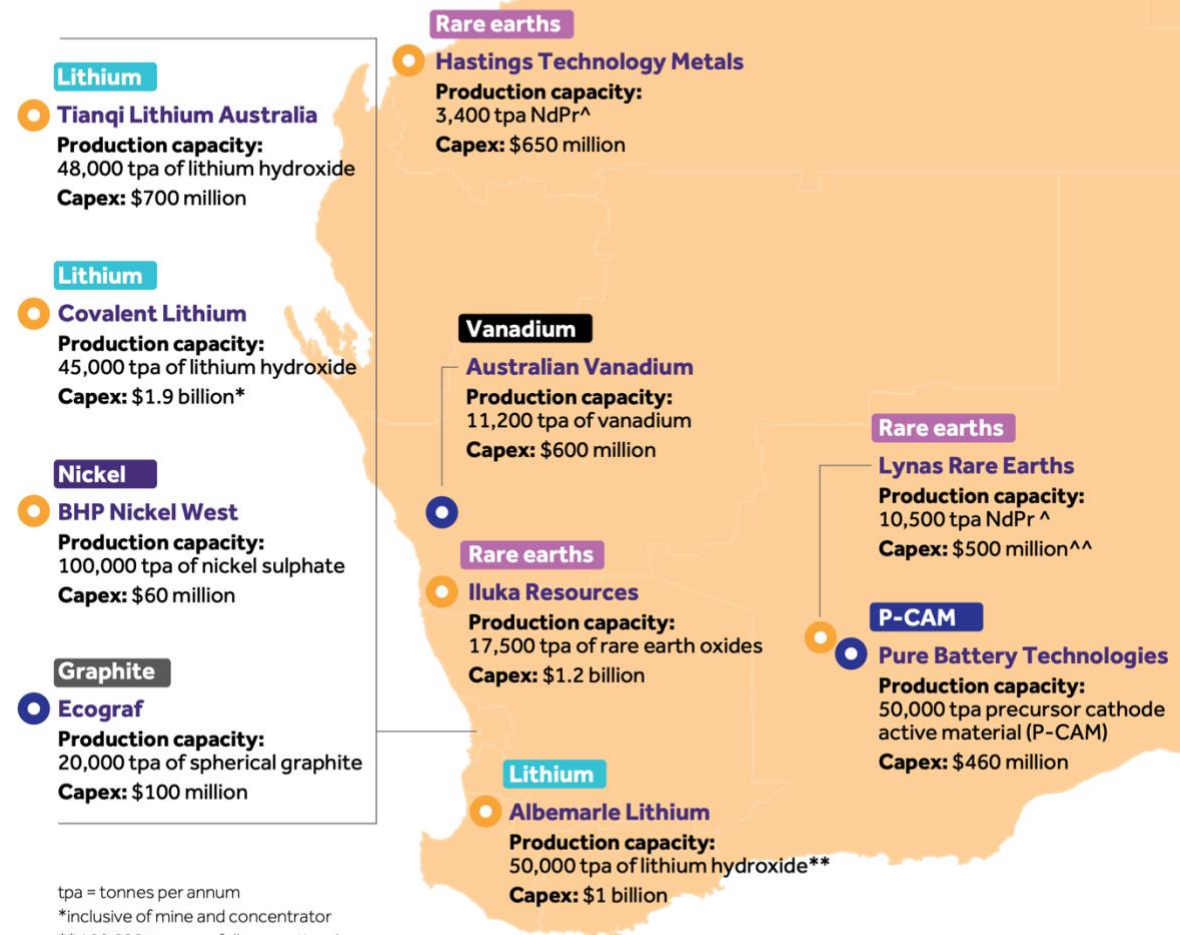 Rare earths
Hastings Technology Metals
Production capacity:
3,400 tpa NdPr^
Capex: $650 million
Lithium
Tianqi Lithium Australia
Production capacity:
48,000 tpa of lithium hydroxide
Capex: $700 million
Lithium
Covalent Lithium
Production capacity:
45,000 tpa of lithium hydroxide
Capex: $1.9 billion*
Nickel
BHP Nickel West
Production capacity:
100,000 tpa of nickel sulphate
Capex: $60 million
Graphite
Ecograf
Production capacity:
20,000 tpa of spherical graphite
Capex: $100 million
Vanadium
Australian Vanadium
Production capacity:
11,200 tpa of vanadium
Capex: $600 million
Rare earths
Iluka Resources
Production capacity:
17,500 tpa of rare earth oxides
Capex: $1.2 billion
Rare earths
Lynas Rare Earths
Production capacity:
10,500 tpa NdPr ^
Capex: $500 million^^
P-CAM
Pure Battery Technologies
Production capacity:
50,000 tpa precursor cathode
active material (P-CAM)
Capex: $460 million
Lithium
Albemarle Lithium
Production capacity:
50,000 tpa of lithium hydroxide**
Capex: $1 billion
tpa = tonnes per annum
*inclusive of mine and concentrator